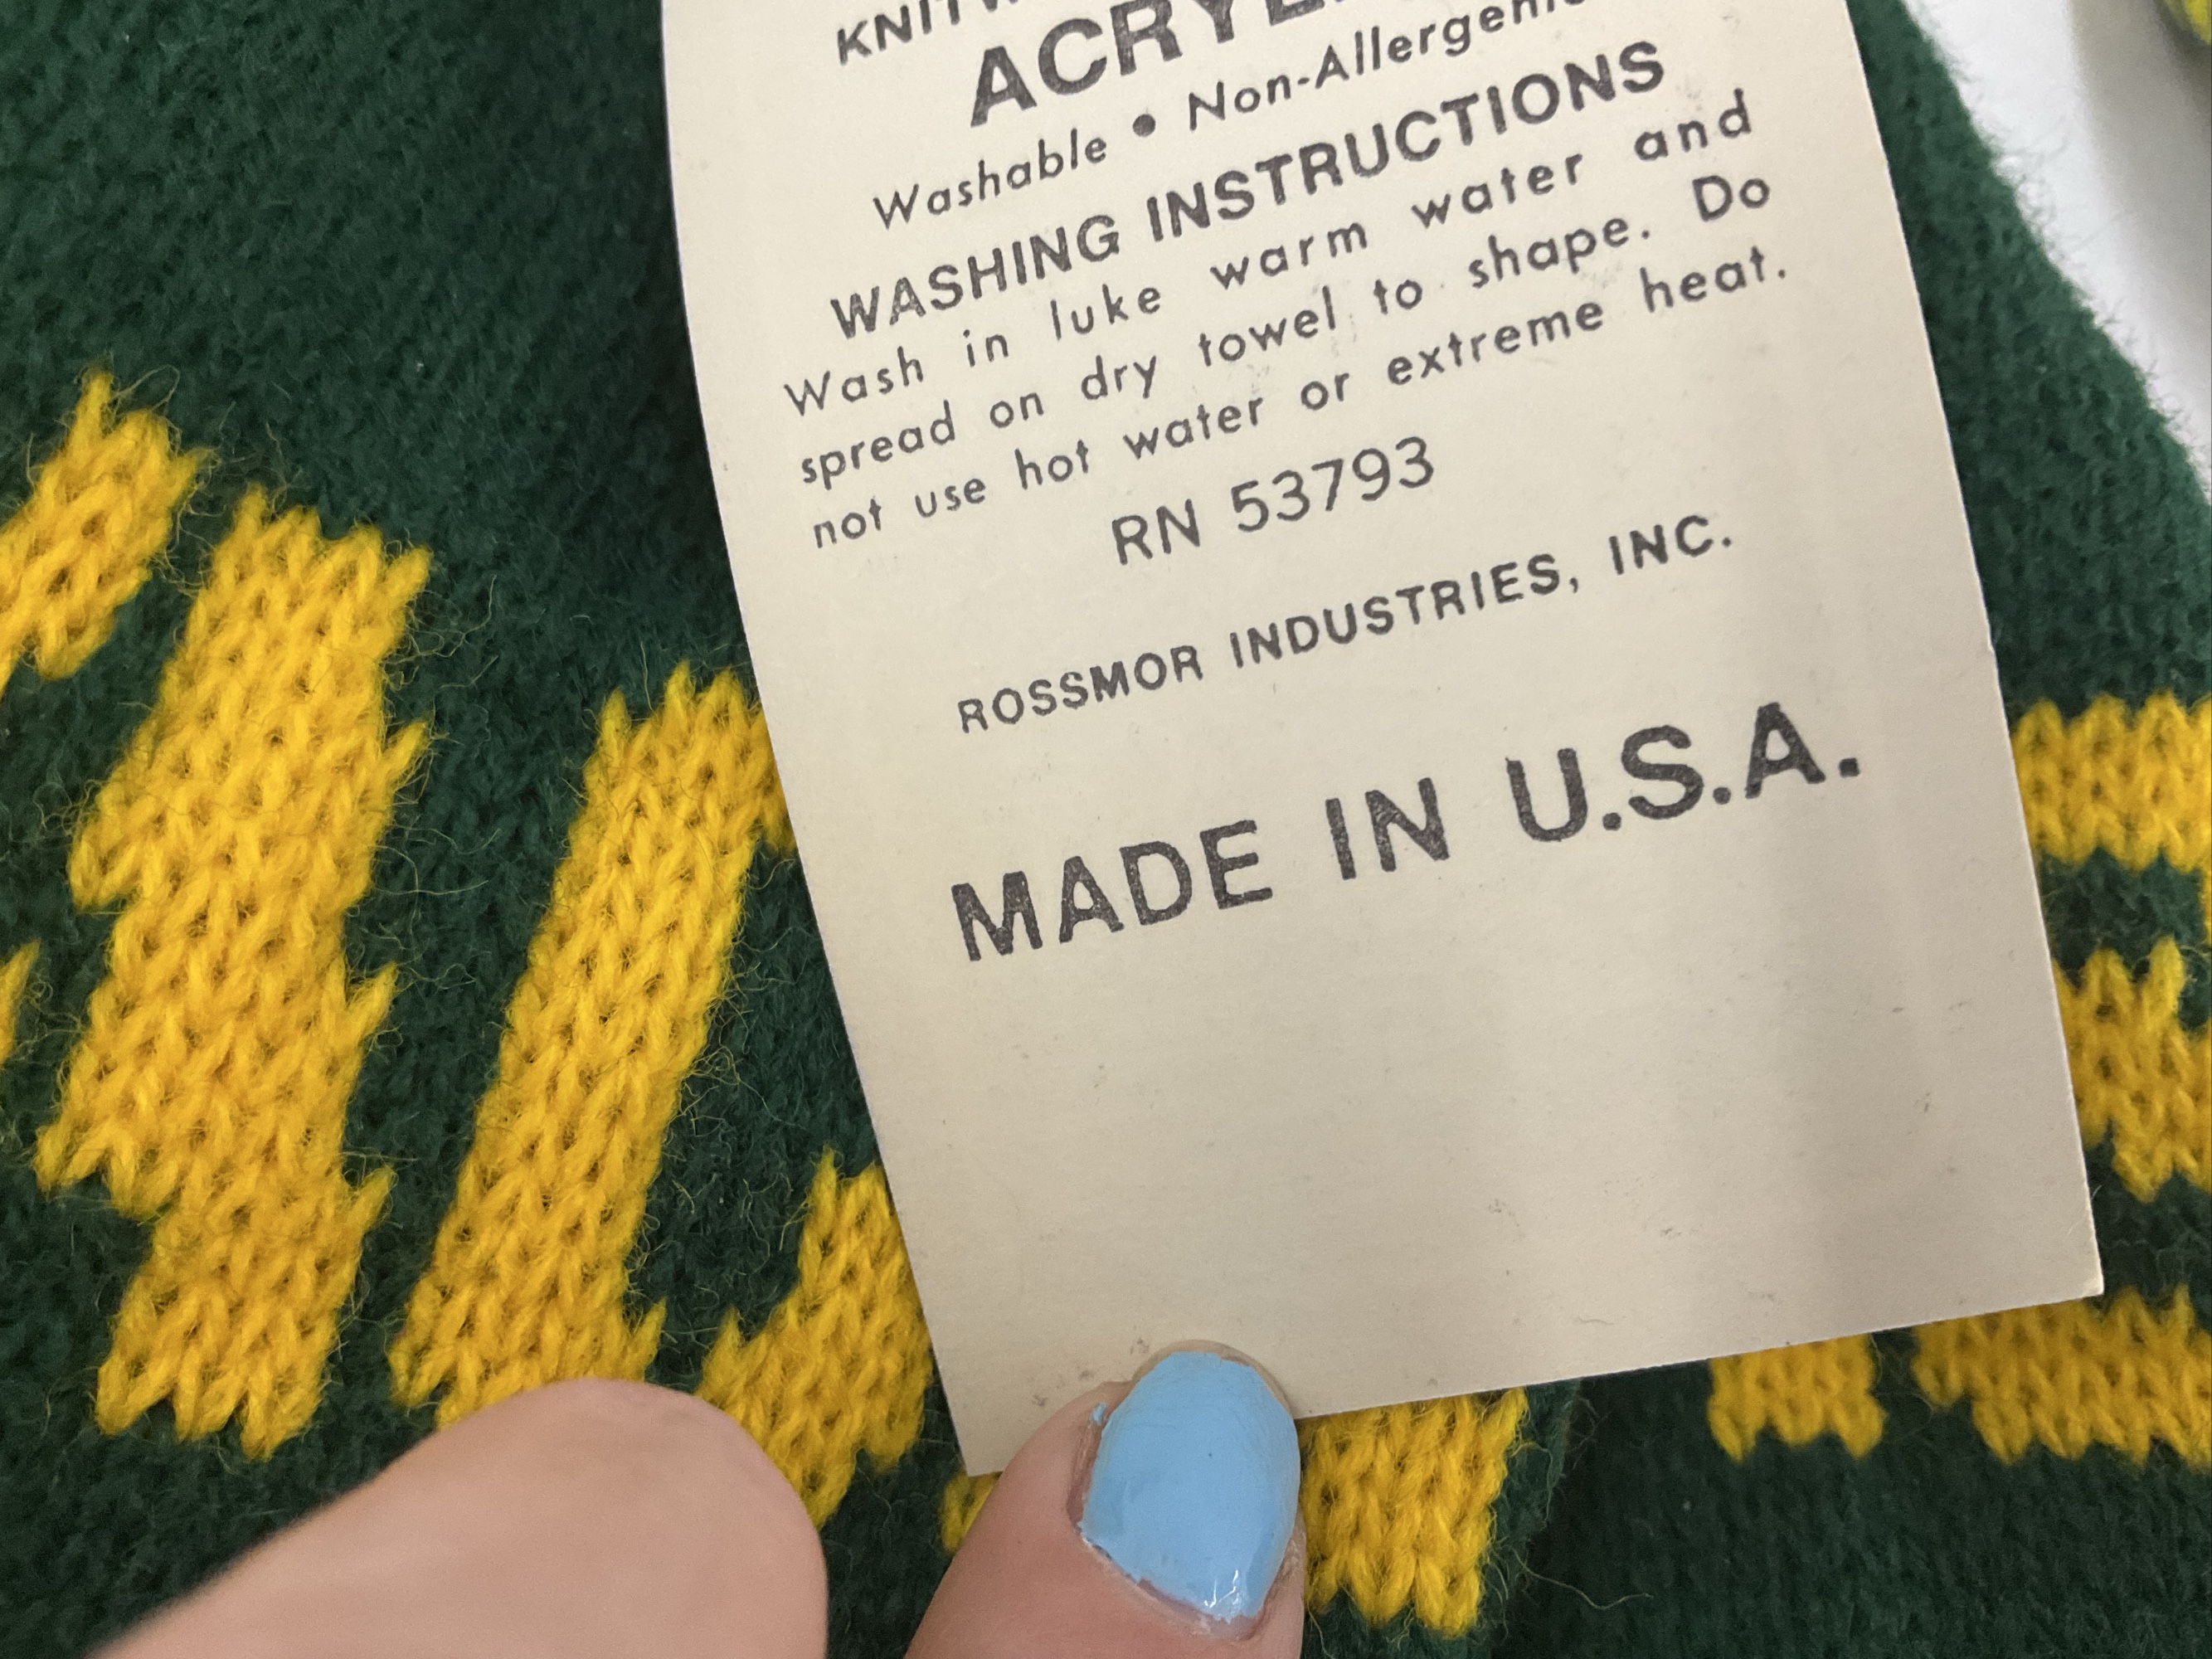 Washable • Non-Allergenic
WASHING INSTRUCTIONS
Wash in luke warm water and
spread on dry towel to shape. Do
not use hot water or extreme heat.
RN 53793
ROSSMOR INDUSTRIES, INC.
MADE IN U.S.A.